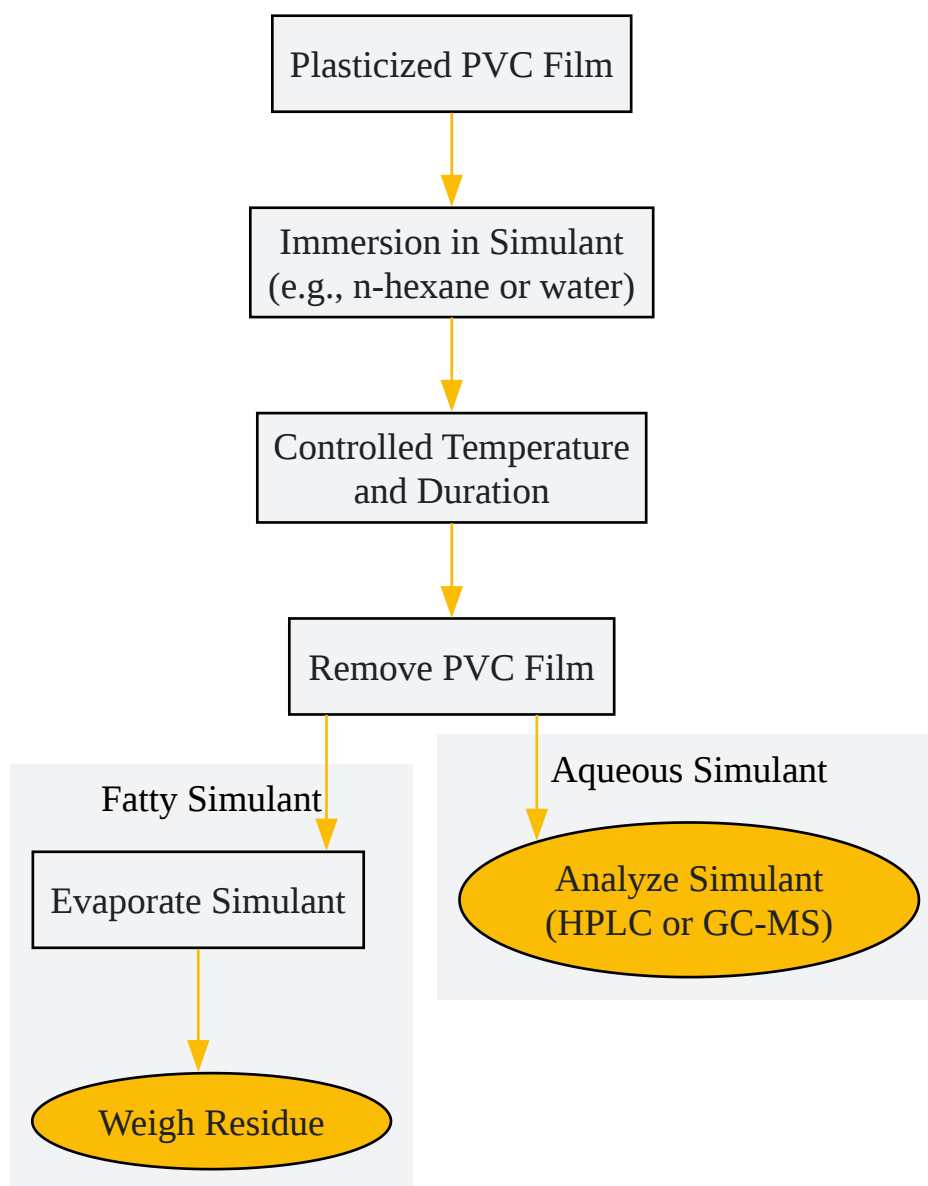 Plasticized PVC Film
Immersion in Simulant
(e.g., n-hexane or water)
Controlled Temperature
and Duration
Remove PVC Film
Fatty Simulant
Evaporate Simulant
Weigh Residue
Aqueous Simulant
Analyze Simulant
(HPLC or GC-MS)